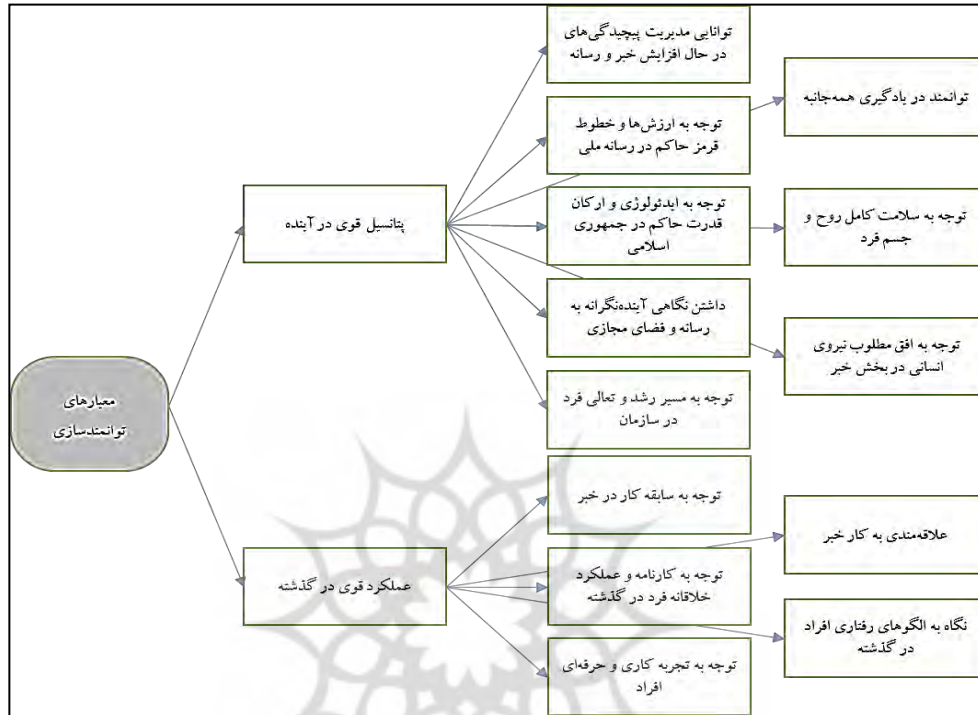 معیارهای
توانمندسازی
پتانسیل قوی در آینده
توانایی مدیریت پیچیدگی‌های
در حال افزایش خبر و رسانه
توانمند در یادگیری همه‌جانبه
توجه به ارزش‌ها و خطوط
قرمز حاکم در رسانه ملی
توجه به ایدئولوژی و ارکان
قدرت حاکم در جمهوری
اسلامی
توجه به سلامت کامل روح و
جسم فرد
داشتن نگاهی آینده‌نگرانه به
رسانه و فضای مجازی
توجه به افق مطلوب نیروی
انسانی در بخش خبر
توجه به مسیر رشد و تعالی فرد
در سازمان
عملکرد قوی در گذشته
توجه به سابقه کار در خبر
علاقه‌مندی به کار خبر
توجه به کارنامه و عملکرد
خلاقانه فرد در گذشته
نگاه به الگوهای رفتاری افراد
در گذشته
توجه به تجربه کاری و حرفه‌ای
افراد